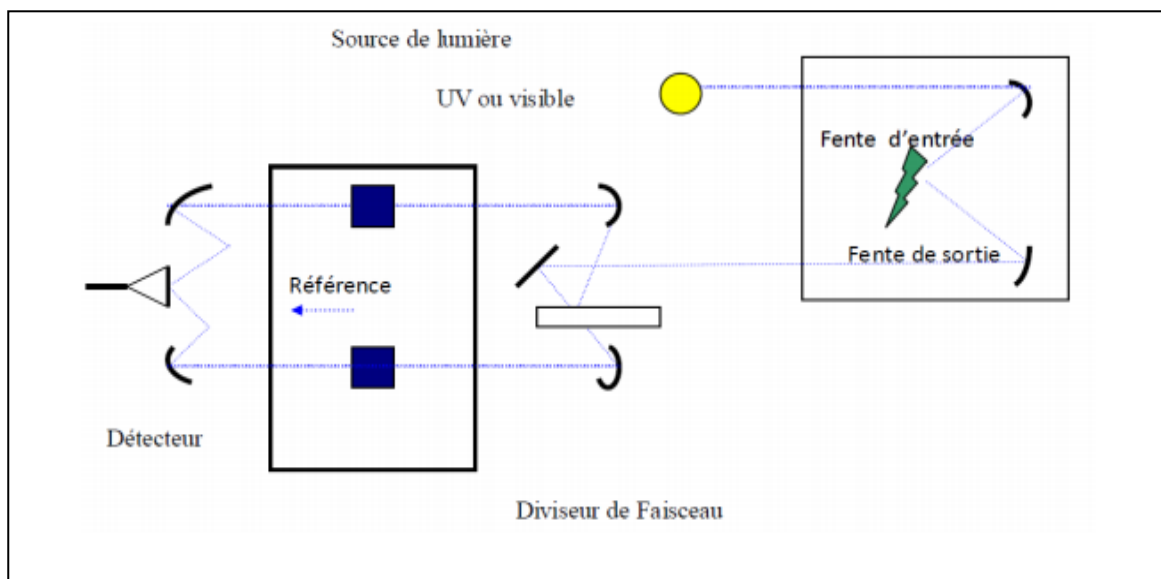 Source de lumière
UV ou visible
Fente d'entrée
Fente de sortie
Référence
Détecteur
Diviseur de Faisceau